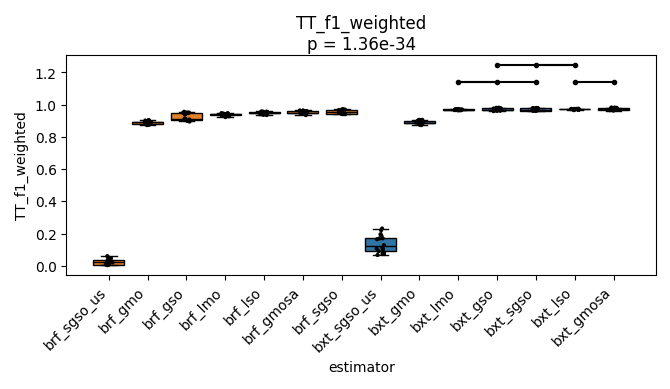 TT_f1_weighted
p = 1.36e-34
TT_f1_weighted
1.2
1.0
0.8
0.6
0.4
0.2
0.0
brf_sgso_us
brf_gmo
brf_gso
brf_lmo
brf_lso
brf_gmosa
brf_sgso
bxt_sgso_us
bxt_gmo
bxt_lmo
bxt_gso
bxt_sgso
bxt_lso
bxt_gmosa
estimator